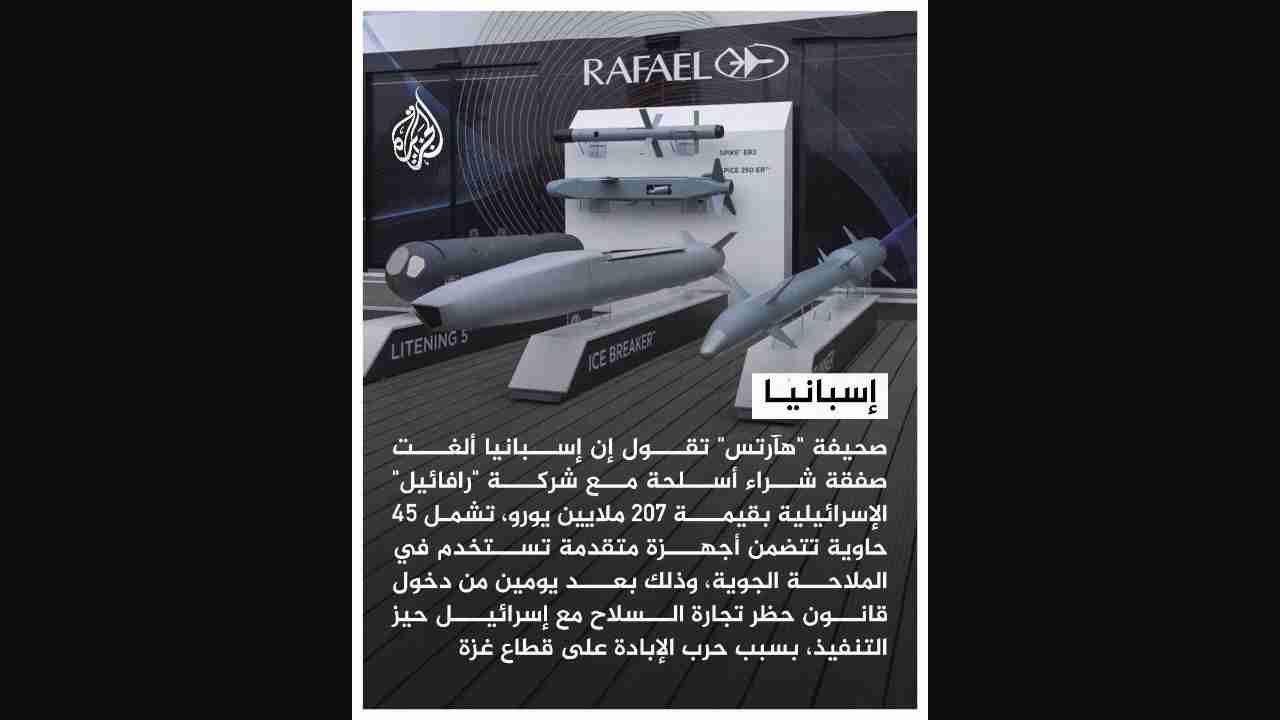 RAFAEL
الجزيرة
SPIKE ER2
SPICE 250 ER
LITENING 5
ICE BREAKER
إسبانيا
صحيفة "هآرتس" تقول إن إسبانيا ألغت
صفقة شراء أسلحة مع شركة "رافائيل"
الإسرائيلية بقيمة 207 ملايين يورو، تشمل 45
حاوية تتضمن أجهزة متقدمة تستخدم في
الملاحة الجوية، وذلك بعد يومين من دخول
قانون حظر تجارة السلاح مع إسرائيل حيز
التنفيذ، بسبب حرب الإبادة على قطاع غزة